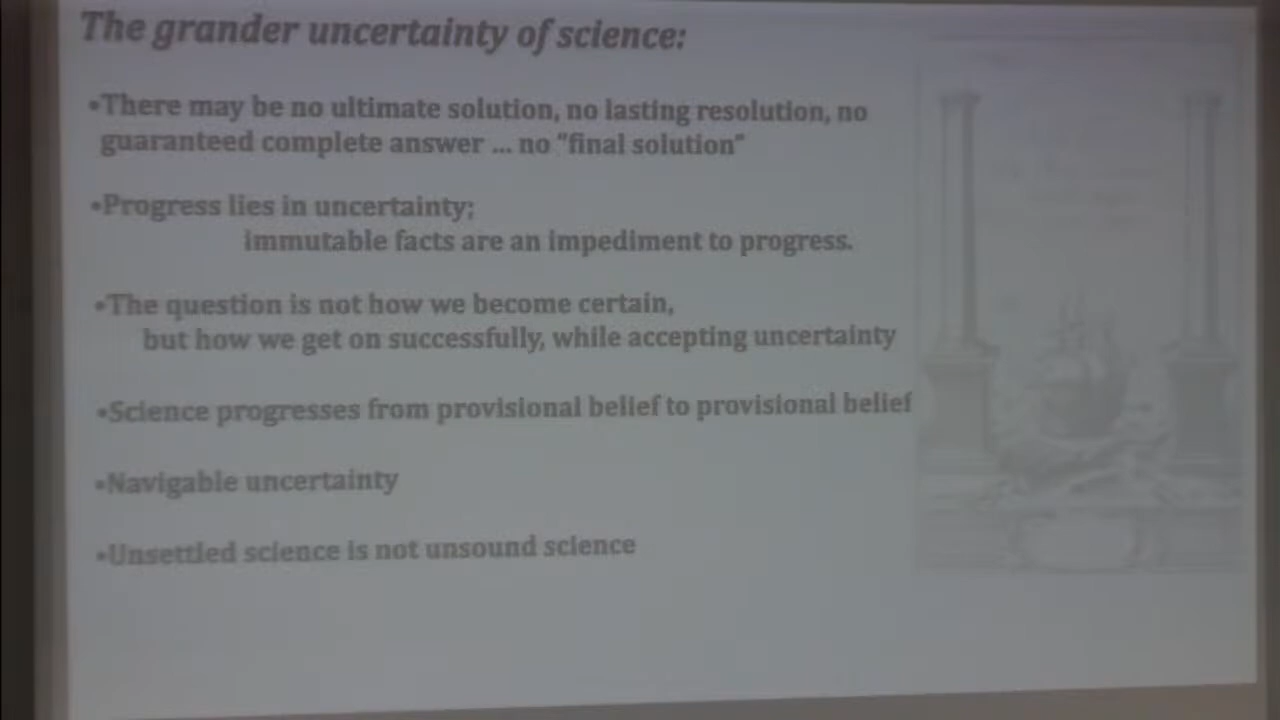 The grander uncertainty of science:
•There may be no ultimate solution, no lasting resolution, no
guaranteed complete answer ... no "final solution"
•Progress lies in uncertainty;
immutable facts are an impediment to progress.
•The question is not how we become certain,
but how we get on successfully, while accepting uncertainty
•Science progresses from provisional belief to provisional belief
•Navigable uncertainty
•Unsettled science is not unsound science